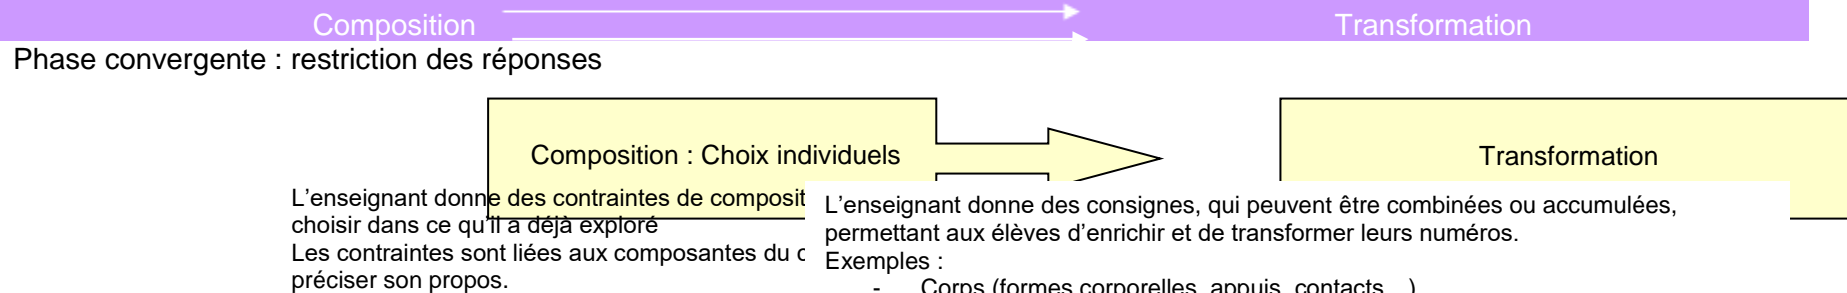 Composition
Transformation
Phase convergente : restriction des réponses
Composition : Choix individuels
Transformation
L’enseignant donne des contraintes de
choisir dans ce qu’il a déjà exploré
Les contraintes sont liées aux composantes du
préciser son propos.
L’enseignant donne des consignes, qui peuvent être combinées ou accumulées,
permettant aux élèves d’enrichir et de transformer leurs numéros.
Exemples :
- Corps (formes corporelles, appuis, contacts…)